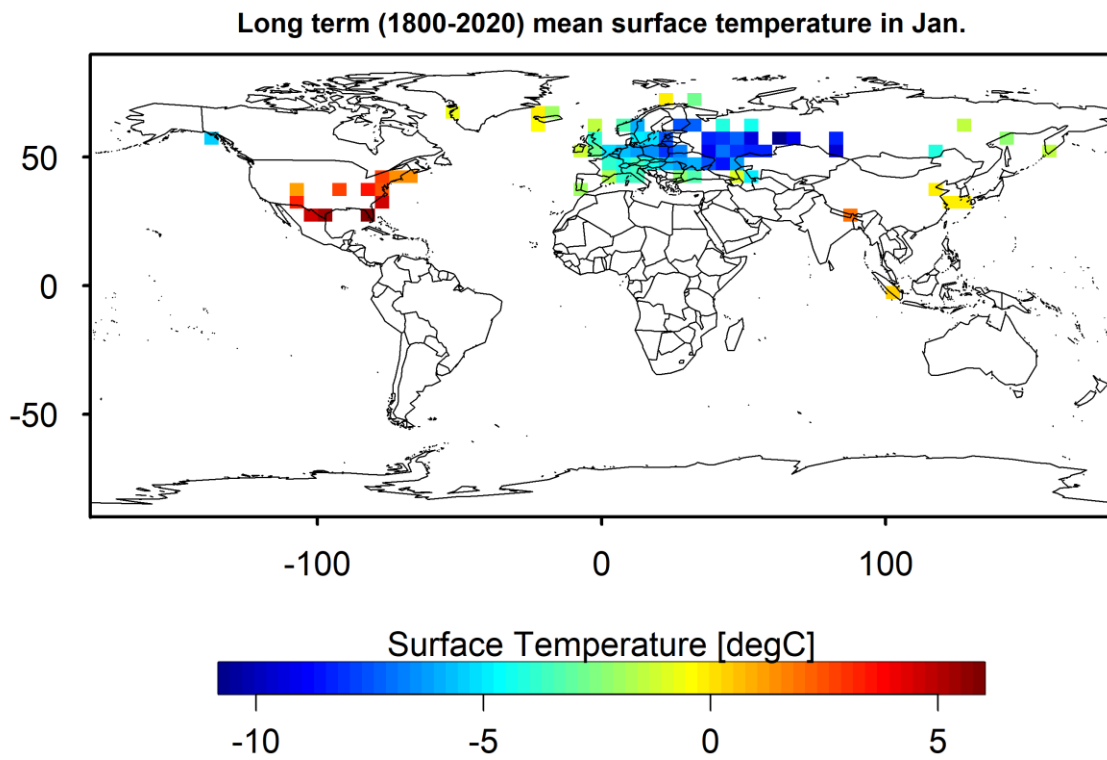 Long term (1800-2020) mean surface temperature in Jan.
50
0
-50
-100 0 100
Surface Temperature [degC]
-10 -5 0 5